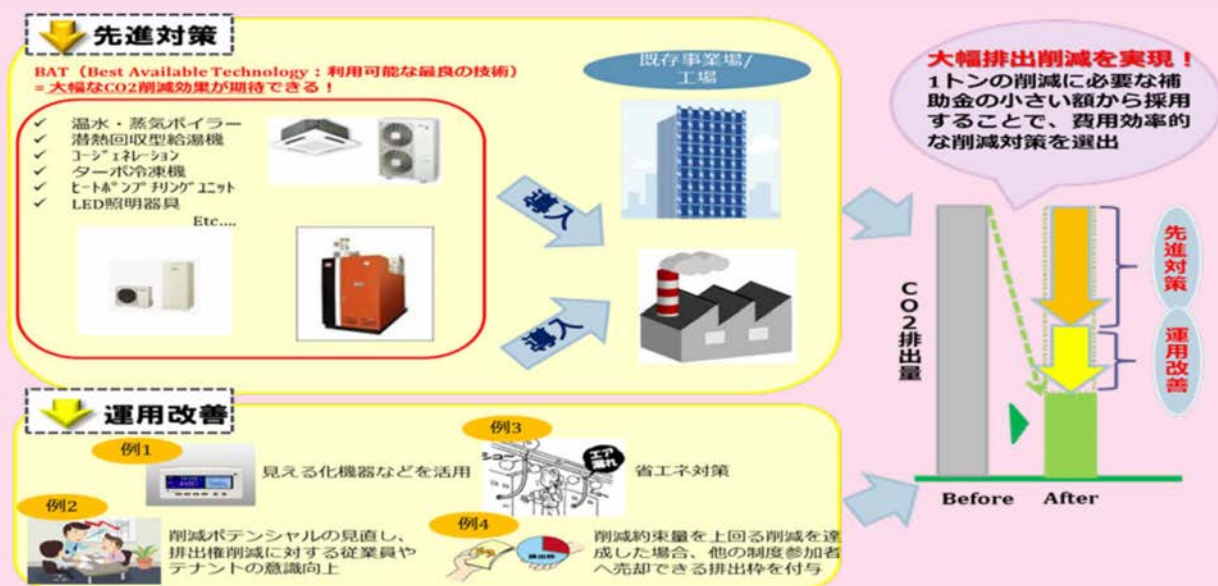 先進対策
BAT（Best Available Technology：利用可能な最良の技術）
＝大幅なCO2削減効果が期待できる！
✓ 温水・蒸気ボイラー
✓ 潜熱回収型給湯機
✓ ｺｰｼﾞｪﾈﾚｰｼｮﾝ
✓ ターボ冷凍機
✓ ﾋｰﾄﾎﾟﾝﾌﾟﾁﾘﾝｸﾞﾕﾆｯﾄ
✓ LED照明器具
Etc....
既存事業場/
工場
導入
導入
大幅排出削減を実現！
1トンの削減に必要な補
助金の小さい額から採用
することで、費用効率的
な削減対策を選出
CO2排出量
先進対策
運用改善
Before
After
運用改善
例1
見える化機器などを活用
例2
削減ポテンシャルの見直し、
排出権削減に対する従業員や
テナントの意識向上
例3
シュー
エア
漏れ
省エネ対策
例4
排出枠
削減約束量を上回る削減を達
成した場合、他の制度参加者
へ売却できる排出枠を付与